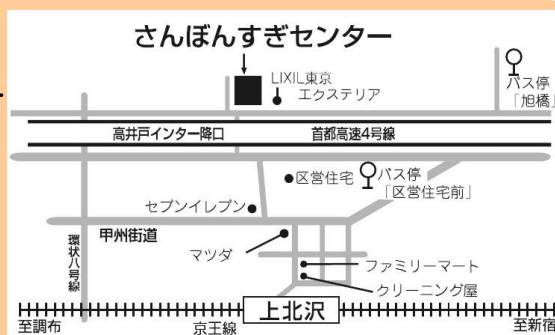 さんぼんすぎセンター
LIXIL東京
エクステリア
バス停
「旭橋」
高井戸インター降口
首都高速4号線
区営住宅
バス停
「区営住宅前」
セブンイレブン
甲州街道
環状八号線
マツダ
ファミリーマート
クリーニング屋
上北沢
至調布
京王線
至新宿